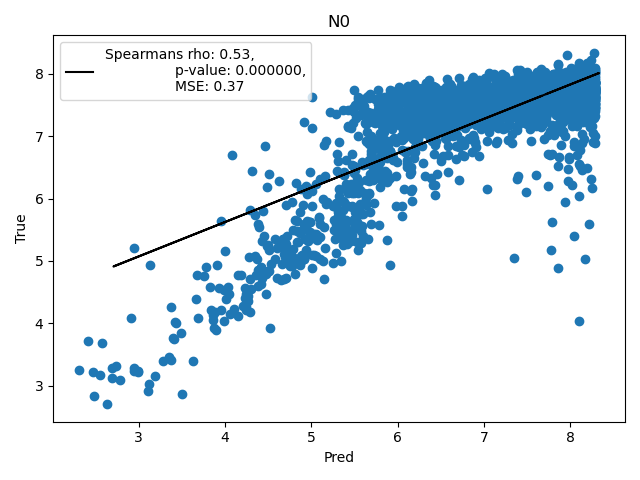 N0
Spearmans rho: 0.53,
p-value: 0.000000,
MSE: 0.37
True
8
7
6
5
4
3
3 4 5 6 7 8
Pred